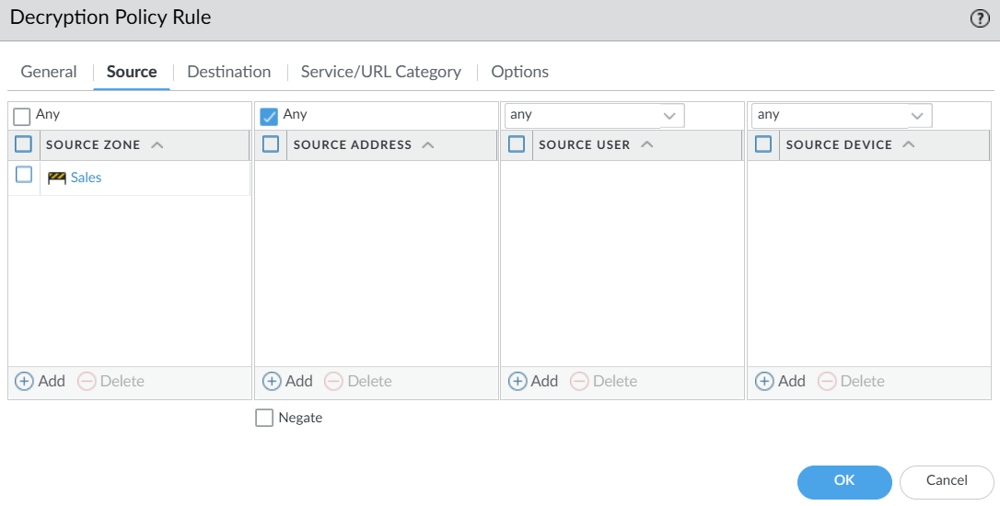 Decryption Policy Rule
?
General Source Destination Service/URL Category Options
Any Any any any
SOURCE ZONE SOURCE ADDRESS SOURCE USER SOURCE DEVICE
Sales
Add Delete Add Delete Add Delete Add Delete
Negate
OK Cancel